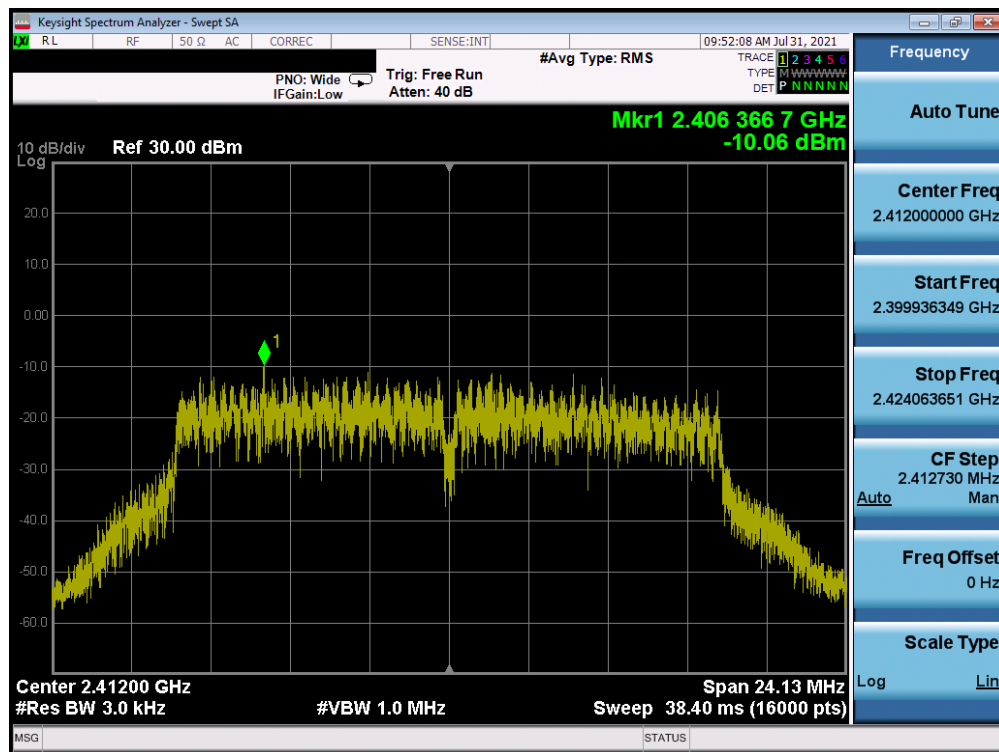 Keysight Spectrum Analyzer - Swept SA
LXI RL RF 50 Ω AC CORREC SENSE:INT 09:52:08 AM Jul 31, 2021
#Avg Type: RMS
TRACE 1 2 3 4 5 6
TYPE M WWWWW
DET P N N N N N
PNO: Wide
IFGain:Low
Trig: Free Run
Atten: 40 dB
Mkr1 2.406 366 7 GHz
-10.06 dBm
10 dB/div Ref 30.00 dBm
Log
20.0
10.0
0.00
-10.0
-20.0
-30.0
-40.0
-50.0
-60.0
1
Center 2.41200 GHz Span 24.13 MHz
#Res BW 3.0 kHz #VBW 1.0 MHz Sweep 38.40 ms (16000 pts)
MSG STATUS
Frequency
Auto Tune
Center Freq
2.412000000 GHz
Start Freq
2.399936349 GHz
Stop Freq
2.424063651 GHz
CF Step
2.412730 MHz
Auto Man
Freq Offset
0 Hz
Scale Type
Log Lin